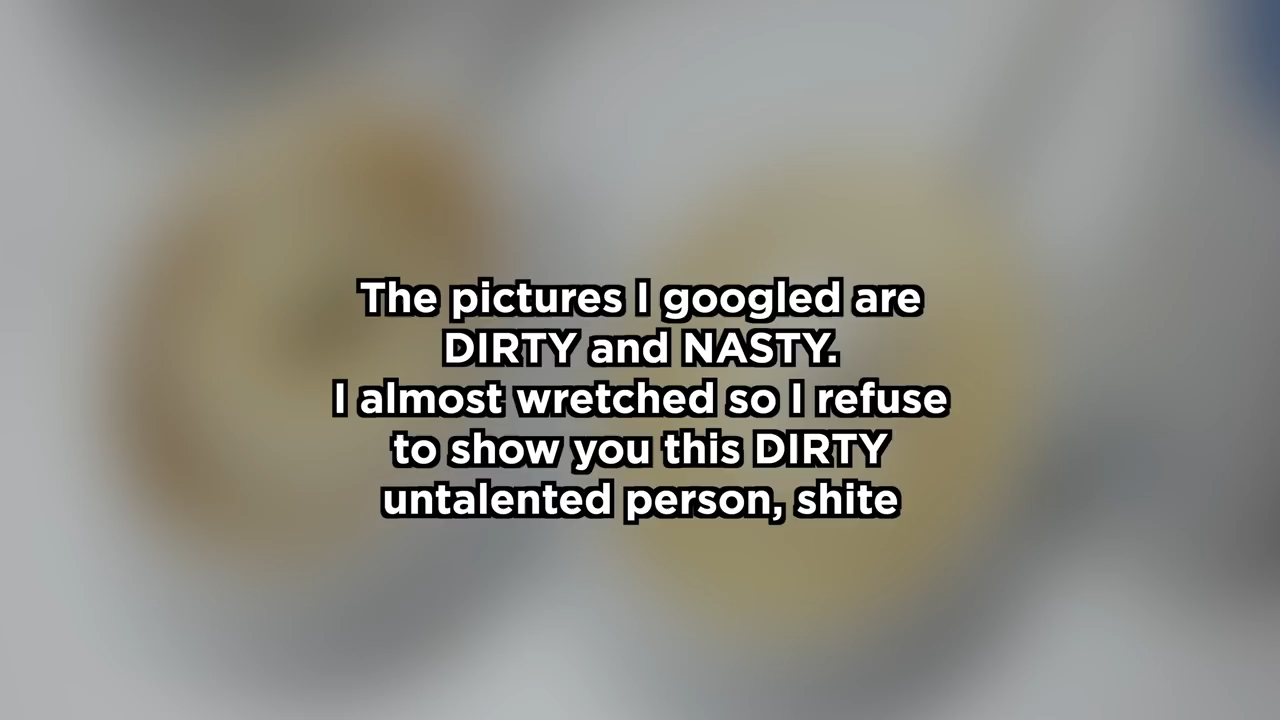 The pictures I googled are
DIRTY and NASTY.
I almost wretched so I refuse
to show you this DIRTY
untalented person, shite